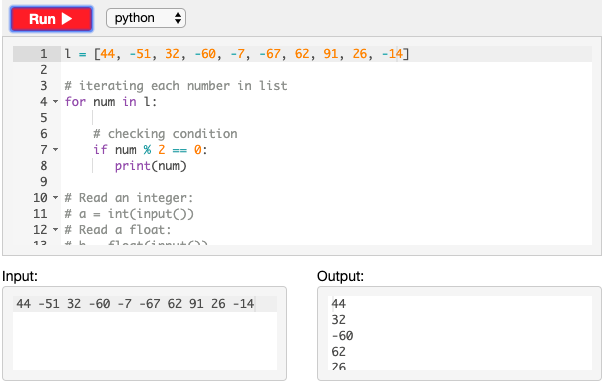 Run
python
1 l = [44, -51, 32, -60, -7, -67, 62, 91, 26, -14]
2
3 # iterating each number in list
4 for num in l:
5
6 # checking condition
7 if num % 2 == 0:
8 print(num)
9
10 # Read an integer:
11 # a = int(input())
12 # Read a float:
13 # b = float(input())
Input:
44 -51 32 -60 -7 -67 62 91 26 -14
Output:
44
32
-60
62
26